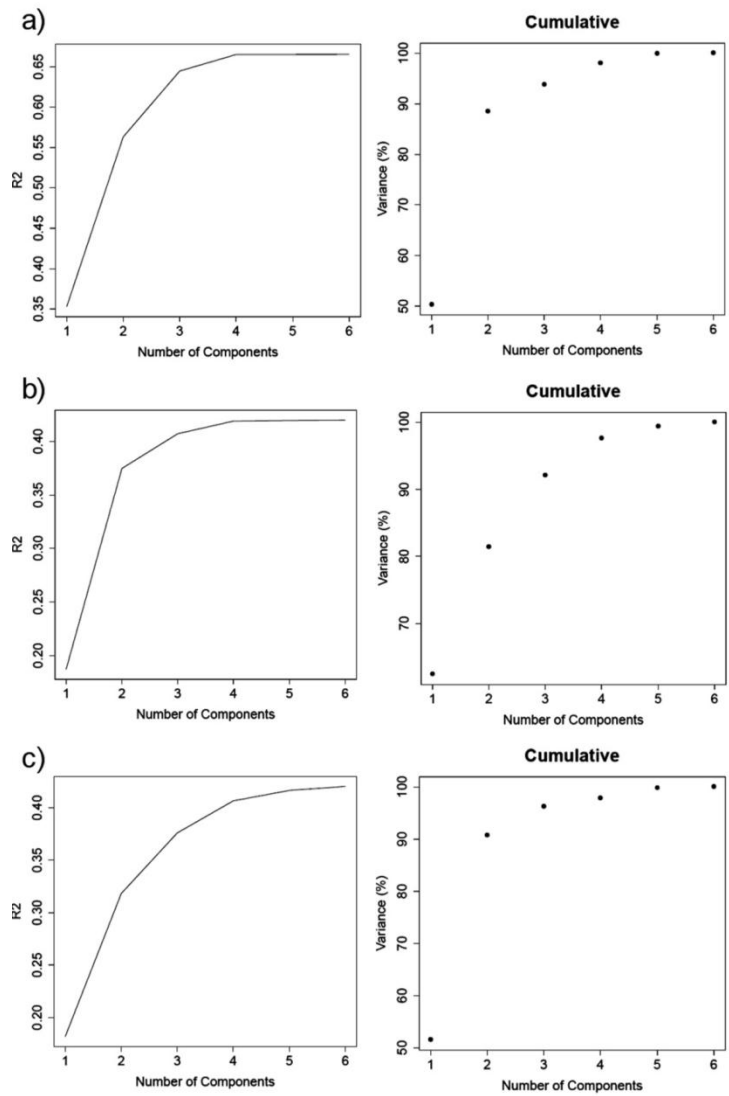 a)
Cumulative
R2
0.35 0.40 0.45 0.50 0.55 0.60 0.65
1 2 3 4 5 6
Number of Components
Variance (%)
50 60 70 80 90 100
1 2 3 4 5 6
Number of Components
b)
Cumulative
R2
0.20 0.25 0.30 0.35 0.40
1 2 3 4 5 6
Number of Components
Variance (%)
70 80 90 100
1 2 3 4 5 6
Number of Components
c)
Cumulative
R2
0.20 0.25 0.30 0.35 0.40
1 2 3 4 5 6
Number of Components
Variance (%)
50 60 70 80 90 100
1 2 3 4 5 6
Number of Components